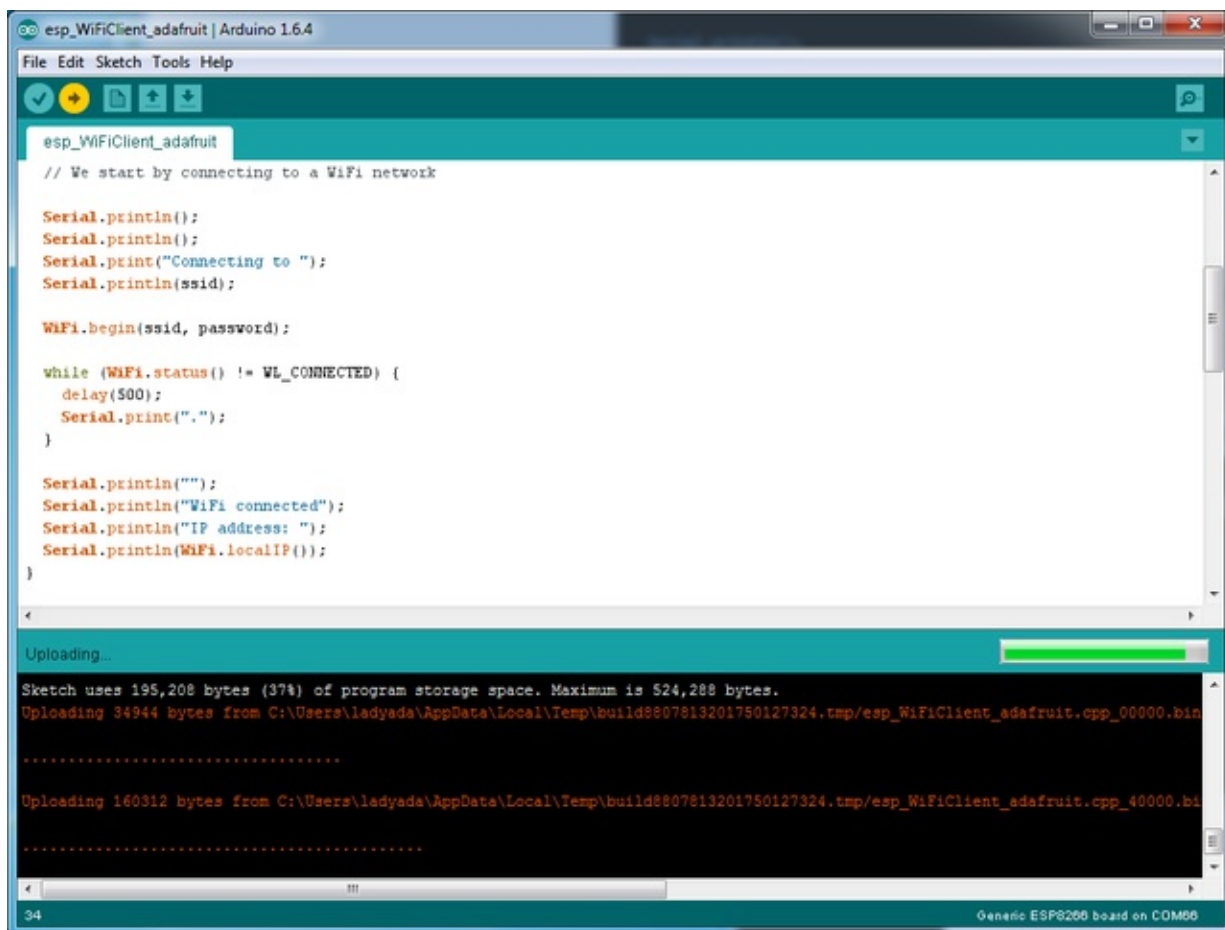 esp_WiFiClient_adafruit | Arduino 1.6.4
File Edit Sketch Tools Help
esp_WiFiClient_adafruit
// We start by connecting to a WiFi network
Serial.println();
Serial.println();
Serial.print("Connecting to ");
Serial.println(ssid);
WiFi.begin(ssid, password);
while (WiFi.status() != WL_CONNECTED) {
delay(500);
Serial.print(".");
}
Serial.println("");
Serial.println("WiFi connected");
Serial.println("IP address: ");
Serial.println(WiFi.localIP());
}
Uploading...
Sketch uses 195,208 bytes (37%) of program storage space. Maximum is 524,288 bytes.
Uploading 34944 bytes from C:\Users\ladyada\AppData\Local\Temp\build8807813201750127324.tmp/esp_WiFiClient_adafruit.cpp_00000.bin
...................................
Uploading 160312 bytes from C:\Users\ladyada\AppData\Local\Temp\build8807813201750127324.tmp/esp_WiFiClient_adafruit.cpp_40000.bi
............................................
34
Generic ESP8266 board on COM66